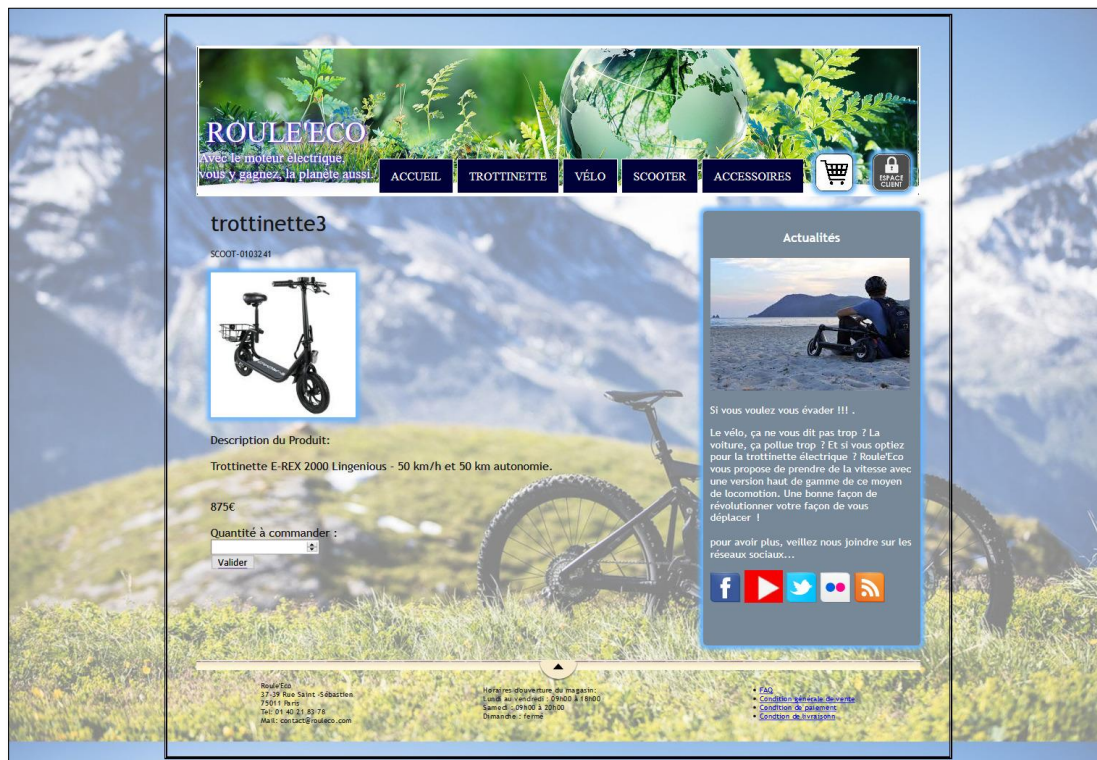 ROULE'ECO
Avec le moteur électrique,
vous y gagnez, la planète aussi.
ACCUEIL
TROTTINETTE
VÉLO
SCOOTER
ACCESSOIRES
ESPACE
CLIENT
trottinette3
SCOOT-0103241
Description du Produit:
Trottinette E-REX 2000 Lingenious - 50 km/h et 50 km autonomie.
875€
Quantité à commander :
Valider
Actualités
Si vous voulez vous évader !!! .
Le vélo, ça ne vous dit pas trop ? La
voiture, ça pollue trop ? Et si vous optiez
pour la trottinette électrique ? Roule'Eco
vous propose de prendre de la vitesse avec
une version haut de gamme de ce moyen
de locomotion. Une bonne façon de
révolutionner votre façon de vous
déplacer !
pour avoir plus, veillez nous joindre sur les
réseaux sociaux...
Roule'Eco
37-39 Rue Saint -Sébastien
75011 Paris
Tel: 01 40 21 83 78
Mail: contact@rouleco.com
Horaires d'ouverture du magasin:
Lundi au vendredi : 09h00 à 18h00
Samedi : 09h00 à 20h00
Dimanche : fermé
FAQ
Condition générale de vente
Condition de paiement
Condtion de livraisonn